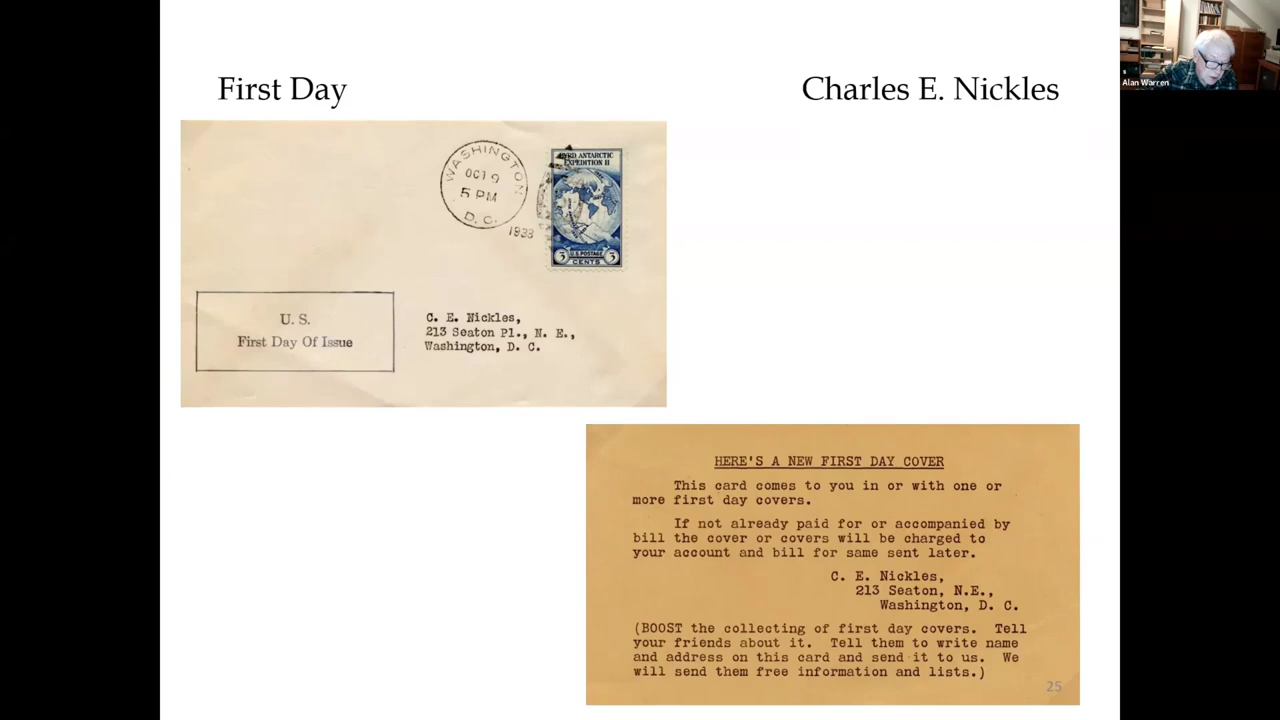 First Day
Charles E. Nickles
Alan Warren
WASHINGTON
OCT 9
5 PM
D. C.
1933
BYRD ANTARCTIC
EXPEDITION II
U.S. POSTAGE
3 CENTS 3
U. S.
First Day Of Issue
C. E. Nickles,
213 Seaton Pl., N. E.,
Washington, D. C.
HERE'S A NEW FIRST DAY COVER
This card comes to you in or with one or
more first day covers.
If not already paid for or accompanied by
bill the cover or covers will be charged to
your account and bill for same sent later.
C. E. Nickles,
213 Seaton, N.E.,
Washington, D. C.
(BOOST the collecting of first day covers. Tell
your friends about it. Tell them to write name
and address on this card and send it to us. We
will send them free information and lists.)
25